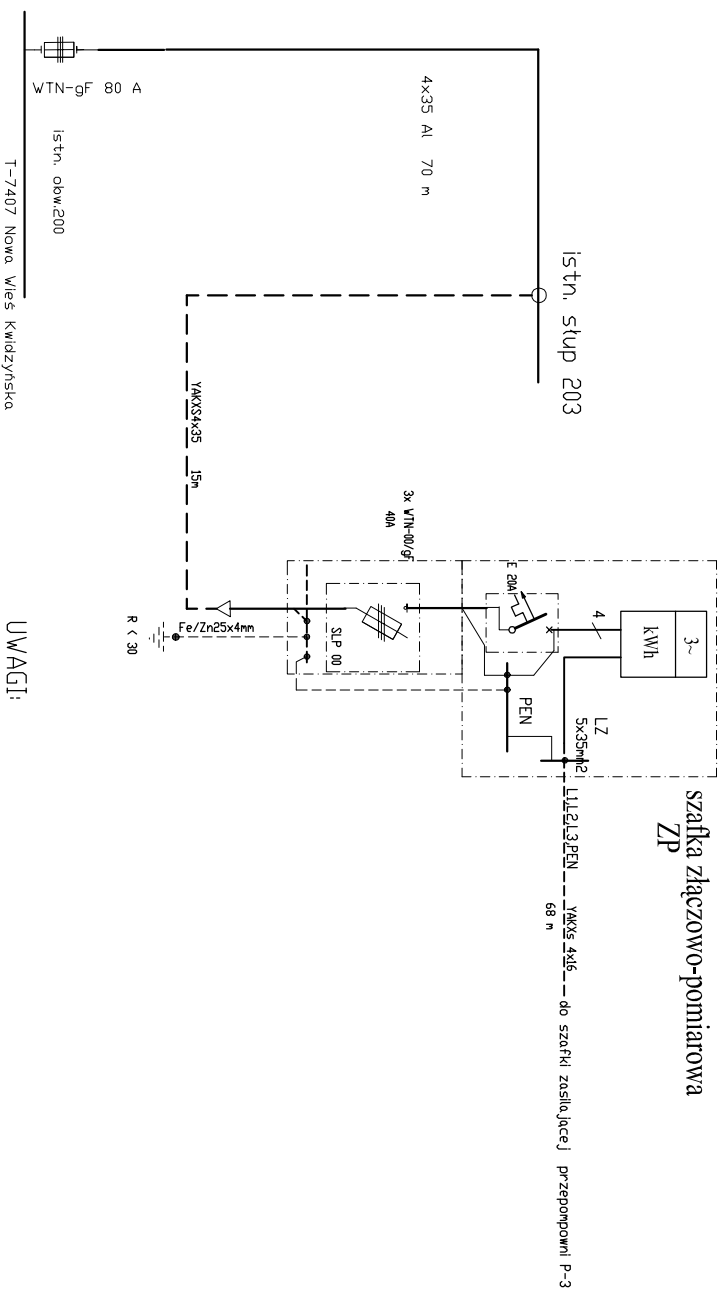 WTN-gF 80 A
istn. obw.200
T-7407 Nowa Wieś Kwidzyńska
4x35 AL 70 m
istn. słup 203
YAKXS4x35 15m
3x WTN-00/gF
40A
SLP 00
Fe/Zn25x4mm
R < 30
E 20A
4
kWh
3~
PEN
LZ
5x35mm2
szafka złączowo-pomiarowa
ZP
L1,L2,L3,PEN
YAKXs 4x16
68 m
do szafki zasilającej przepompowni P-3
UWAGI: